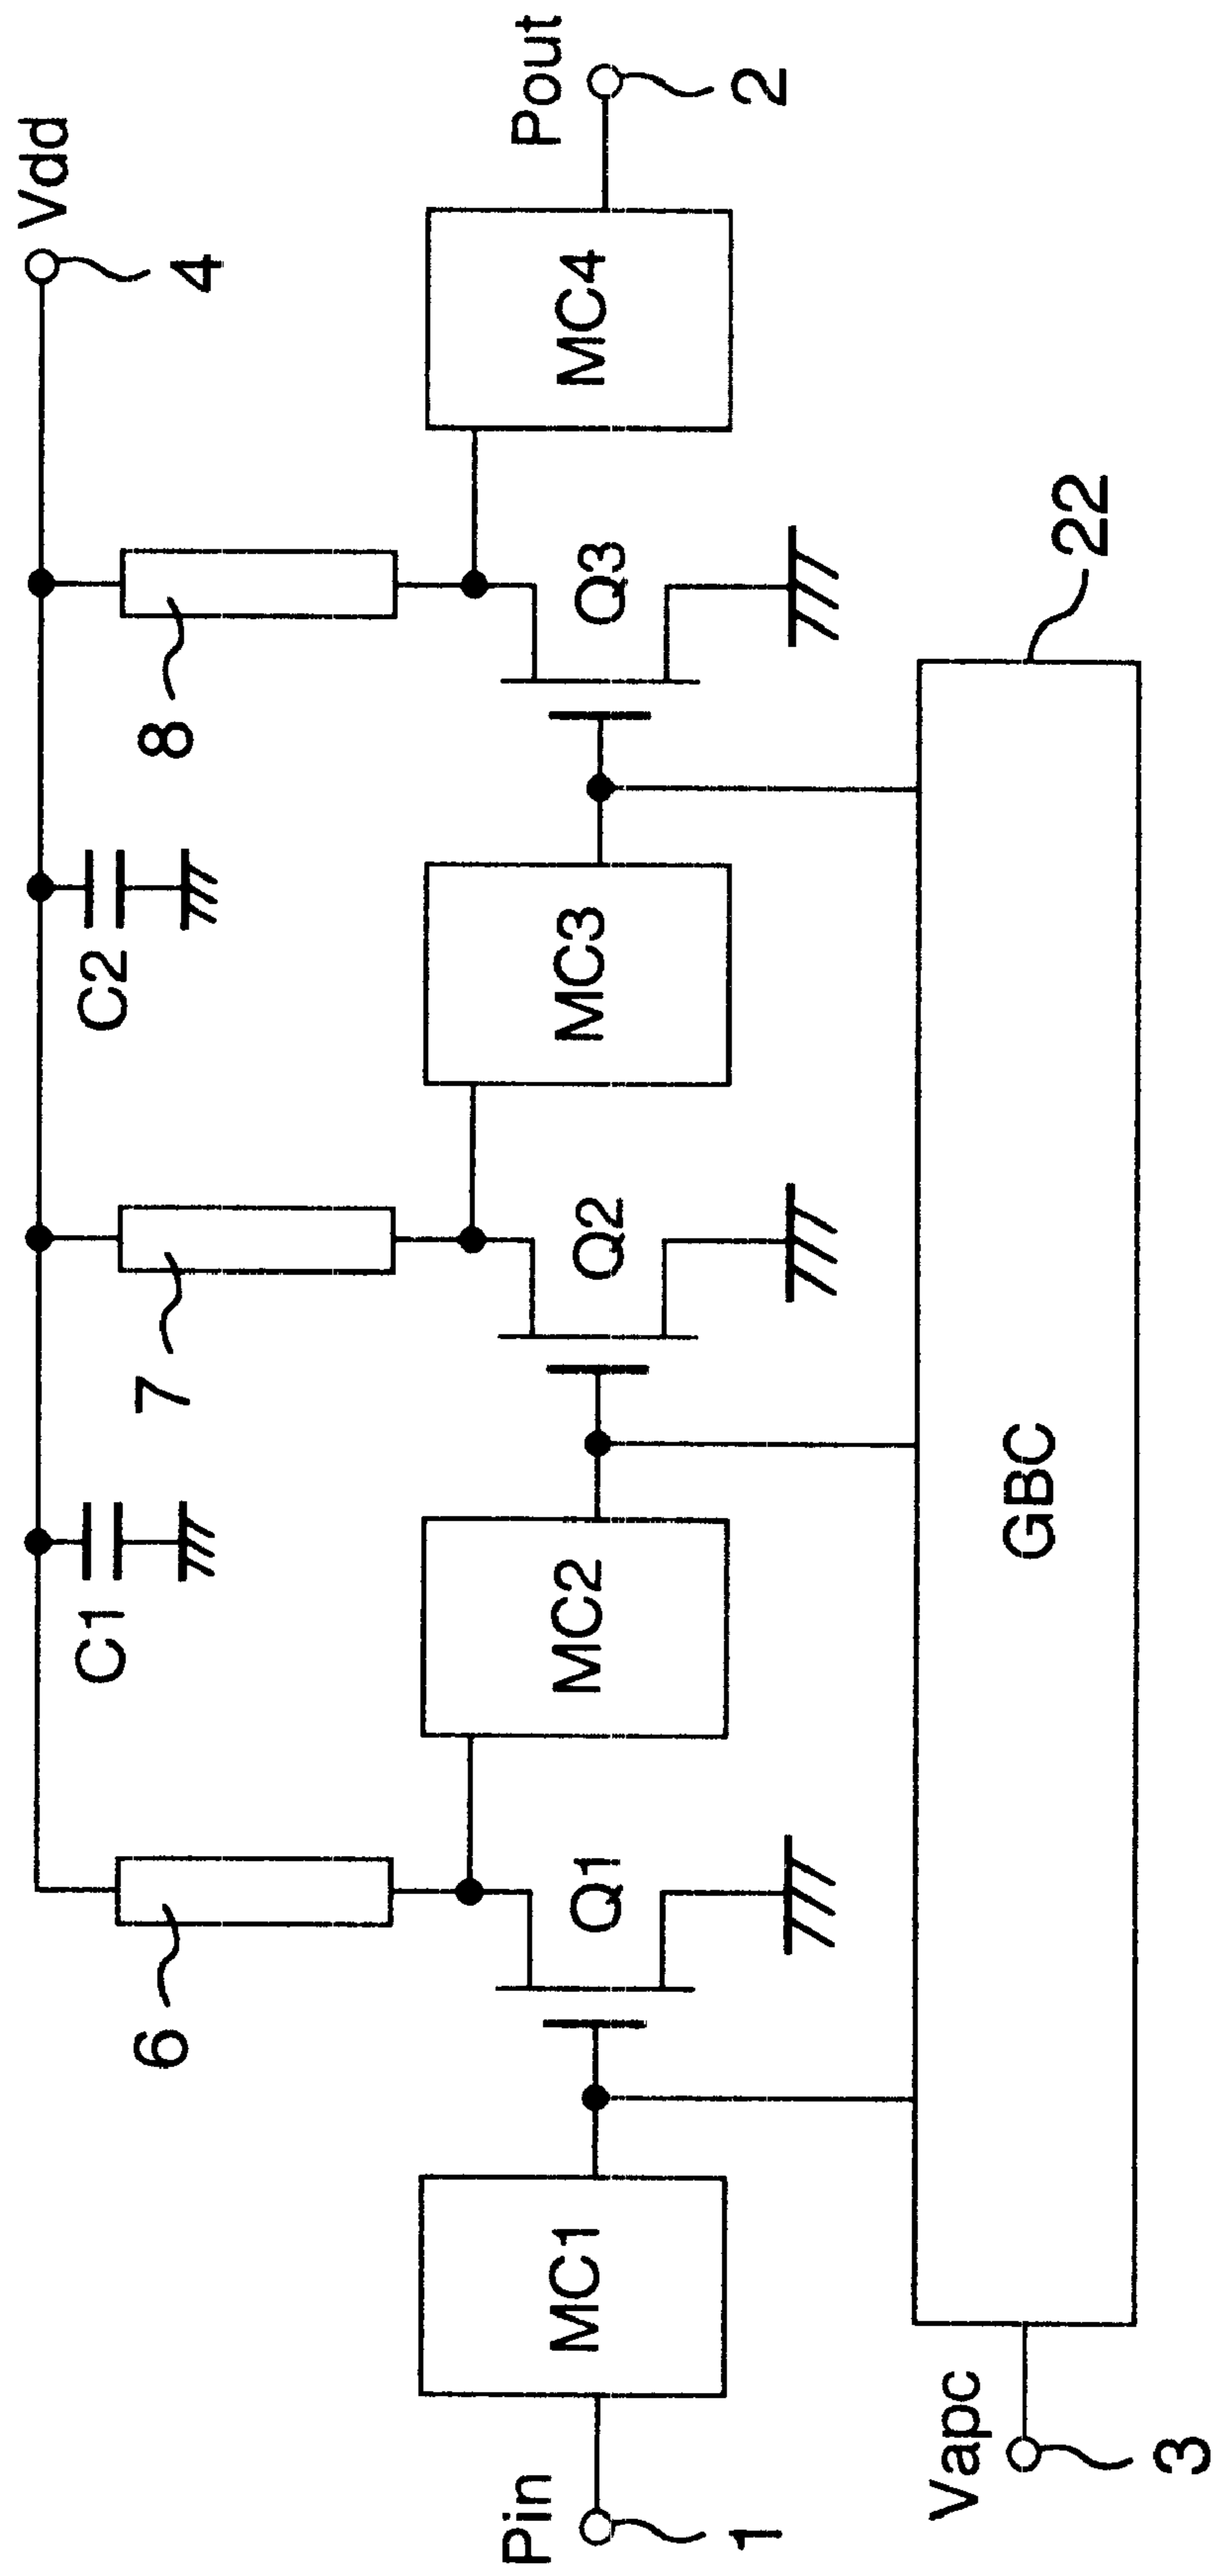 Vdd
4
C1
C2
6
7
8
Pin
1
MC1
Q1
MC2
Q2
MC3
Q3
MC4
Pout
2
Vapc
3
GBC
22